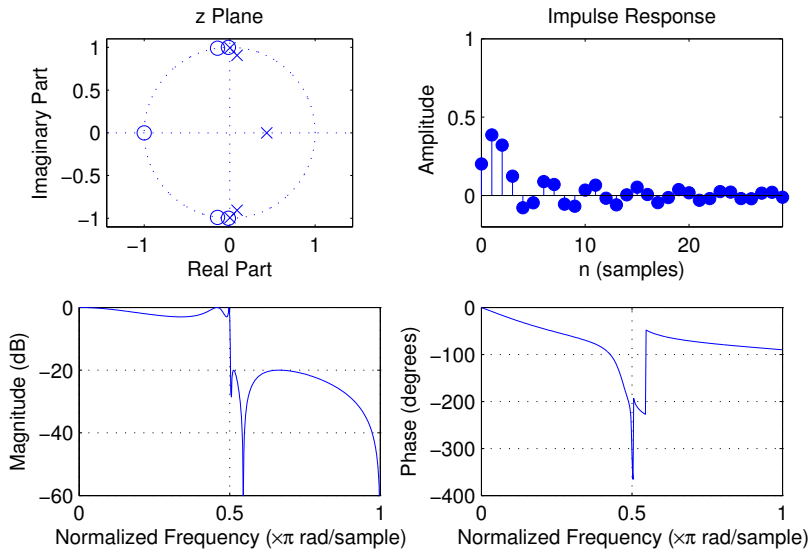 z Plane
1
0.5
0
−0.5
−1
−1
0
1
Imaginary Part
Real Part
Impulse Response
1
0.5
0
0
10
20
Amplitude
n (samples)
0
−20
−40
−60
0
0.5
1
Magnitude (dB)
Normalized Frequency (×π rad/sample)
0
−100
−200
−300
−400
0
0.5
1
Phase (degrees)
Normalized Frequency (×π rad/sample)